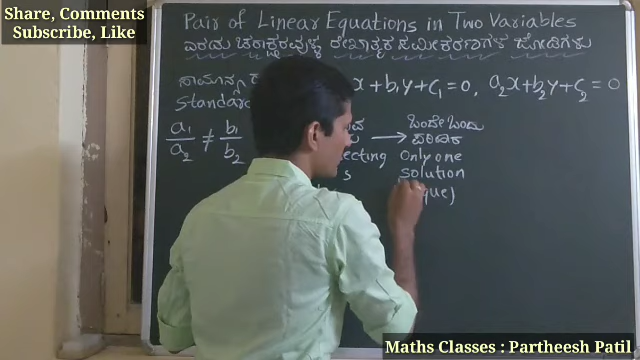 Share, Comments
Subscribe, Like
Pair of Linear Equations in Two Variables
ಎರಡು ಚರಾಕ್ಷರವುಳ್ಳ ರೇಖಾತ್ಮಕ ಸಮೀಕರಣಗಳ ಜೋಡಿಗಳು
x+b₁y+c₁=0, a₂x+b₂y+c₂=0
a₁/a₂ ≠ b₁/b₂
→ ಒಂದೇ ಒಂದು
ಪರಿಹಾರ
Only one
solution
Maths Classes : Partheesh Patil